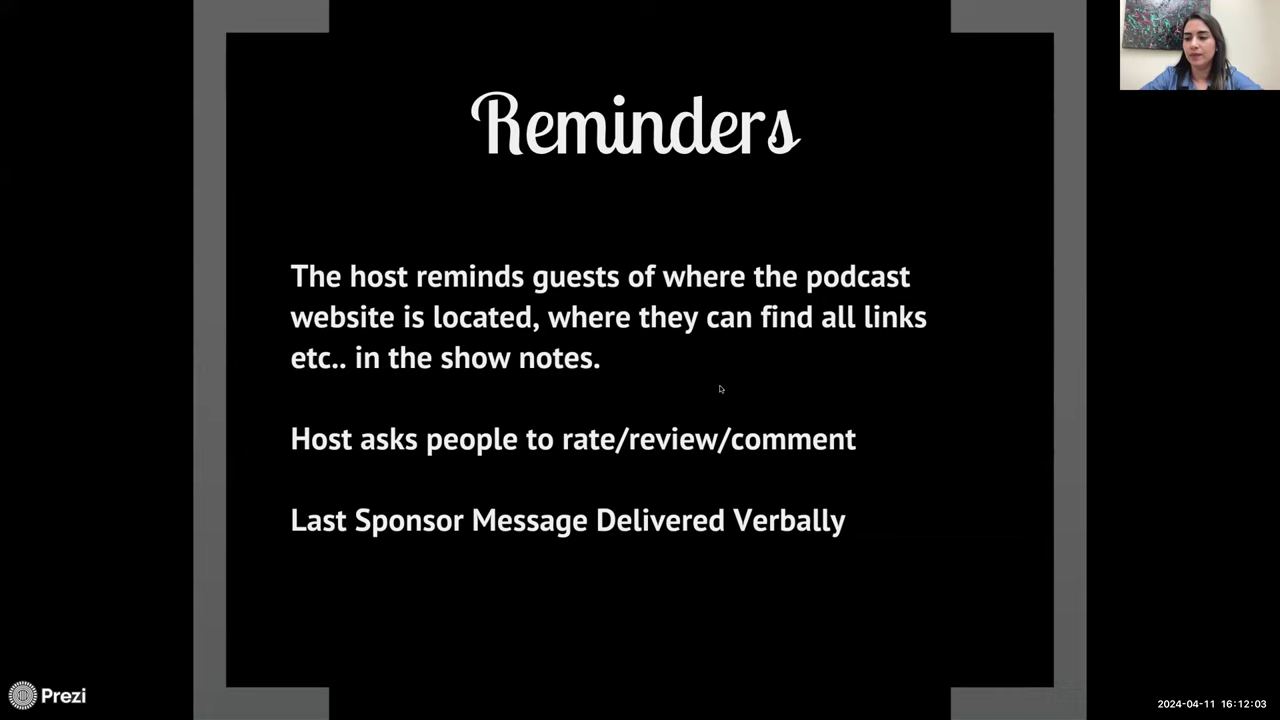 Reminders
The host reminds guests of where the podcast
website is located, where they can find all links
etc.. in the show notes.
Host asks people to rate/review/comment
Last Sponsor Message Delivered Verbally
Prezi
2024-04-11 16:12:03